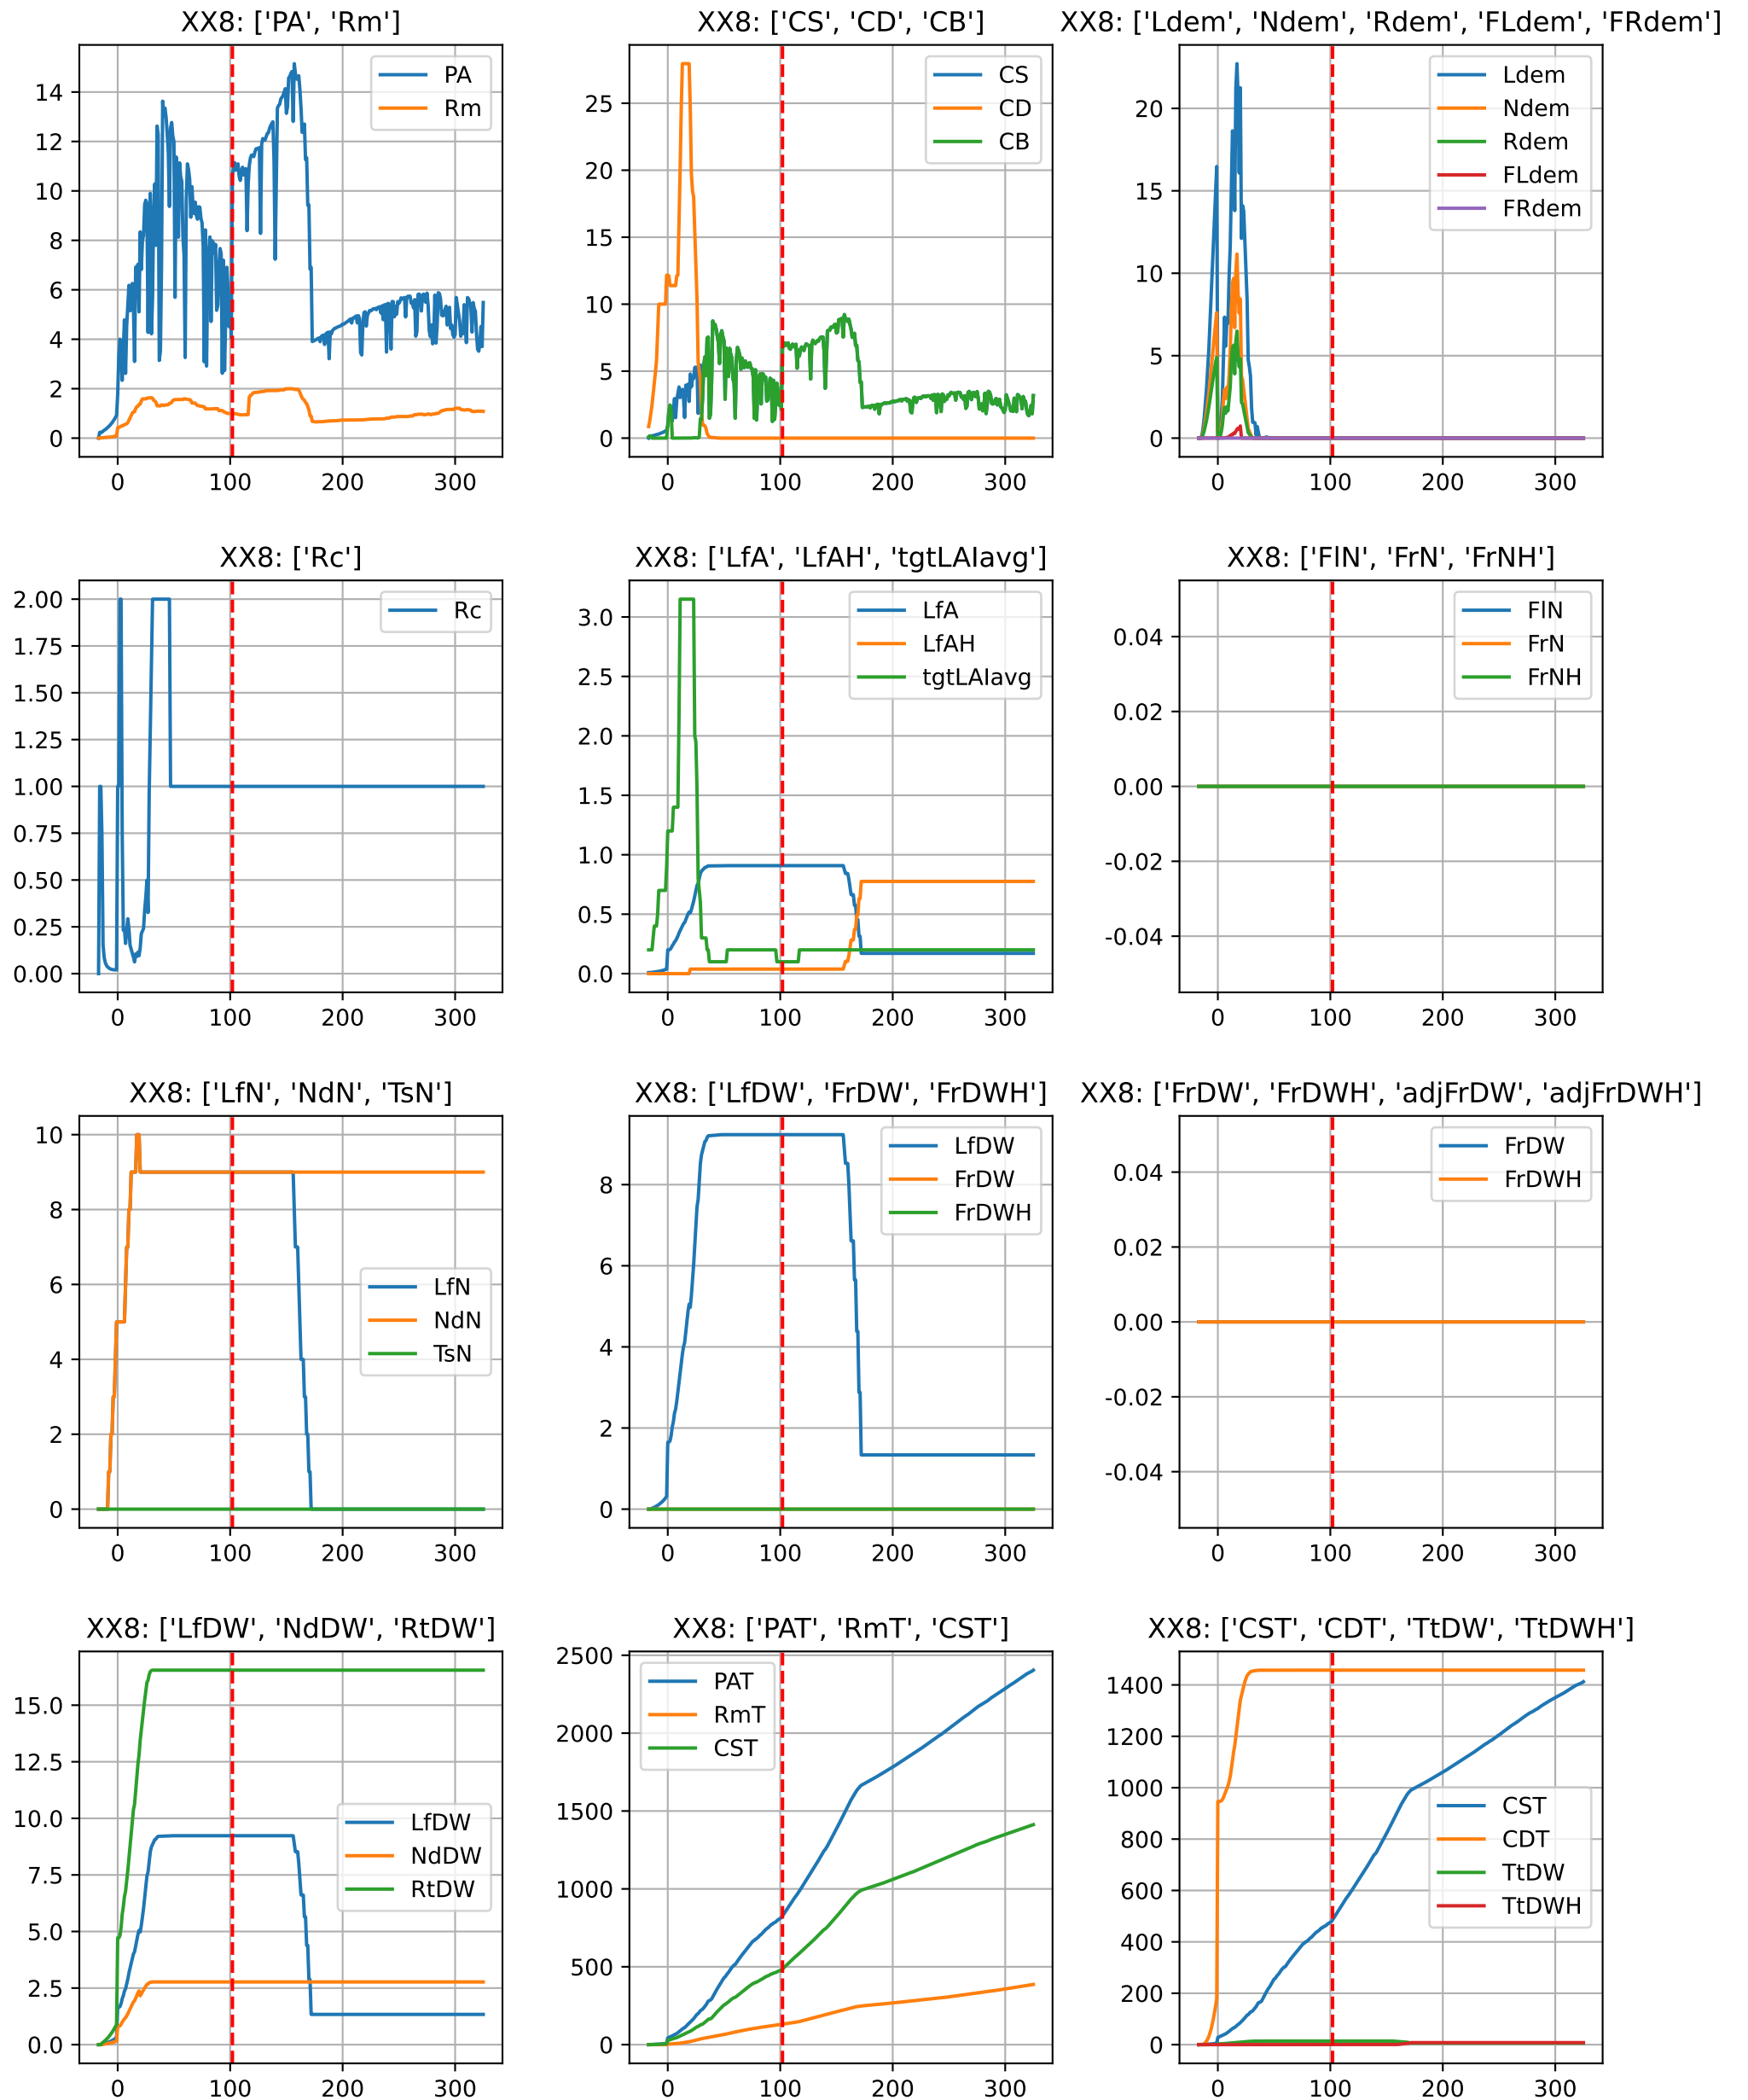 XX8: ['PA', 'Rm']
PA
Rm
14
12
10
8
6
4
2
0
0 100 200 300
XX8: ['CS', 'CD', 'CB']
CS
CD
CB
25
20
15
10
5
0
0 100 200 300
XX8: ['Ldem', 'Ndem', 'Rdem', 'FLdem', 'FRdem']
Ldem
Ndem
Rdem
FLdem
FRdem
20
15
10
5
0
0 100 200 300
XX8: ['Rc']
Rc
2.00
1.75
1.50
1.25
1.00
0.75
0.50
0.25
0.00
0 100 200 300
XX8: ['LfA', 'LfAH', 'tgtLAIavg']
LfA
LfAH
tgtLAIavg
3.0
2.5
2.0
1.5
1.0
0.5
0.0
0 100 200 300
XX8: ['FlN', 'FrN', 'FrNH']
FlN
FrN
FrNH
0.04
0.02
0.00
-0.02
-0.04
0 100 200 300
XX8: ['LfN', 'NdN', 'TsN']
LfN
NdN
TsN
10
8
6
4
2
0
0 100 200 300
XX8: ['LfDW', 'FrDW', 'FrDWH']
LfDW
FrDW
FrDWH
8
6
4
2
0
0 100 200 300
XX8: ['FrDW', 'FrDWH', 'adjFrDW', 'adjFrDWH']
FrDW
FrDWH
0.04
0.02
0.00
-0.02
-0.04
0 100 200 300
XX8: ['LfDW', 'NdDW', 'RtDW']
LfDW
NdDW
RtDW
15.0
12.5
10.0
7.5
5.0
2.5
0.0
0 100 200 300
XX8: ['PAT', 'RmT', 'CST']
PAT
RmT
CST
2500
2000
1500
1000
500
0
0 100 200 300
XX8: ['CST', 'CDT', 'TtDW', 'TtDWH']
CST
CDT
TtDW
TtDWH
1400
1200
1000
800
600
400
200
0
0 100 200 300